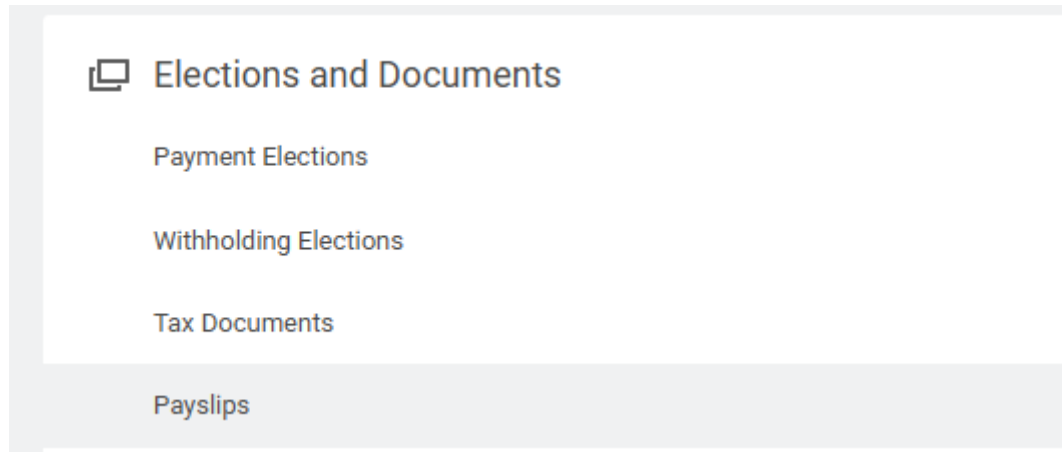 Elections and Documents
Payment Elections
Withholding Elections
Tax Documents
Payslips